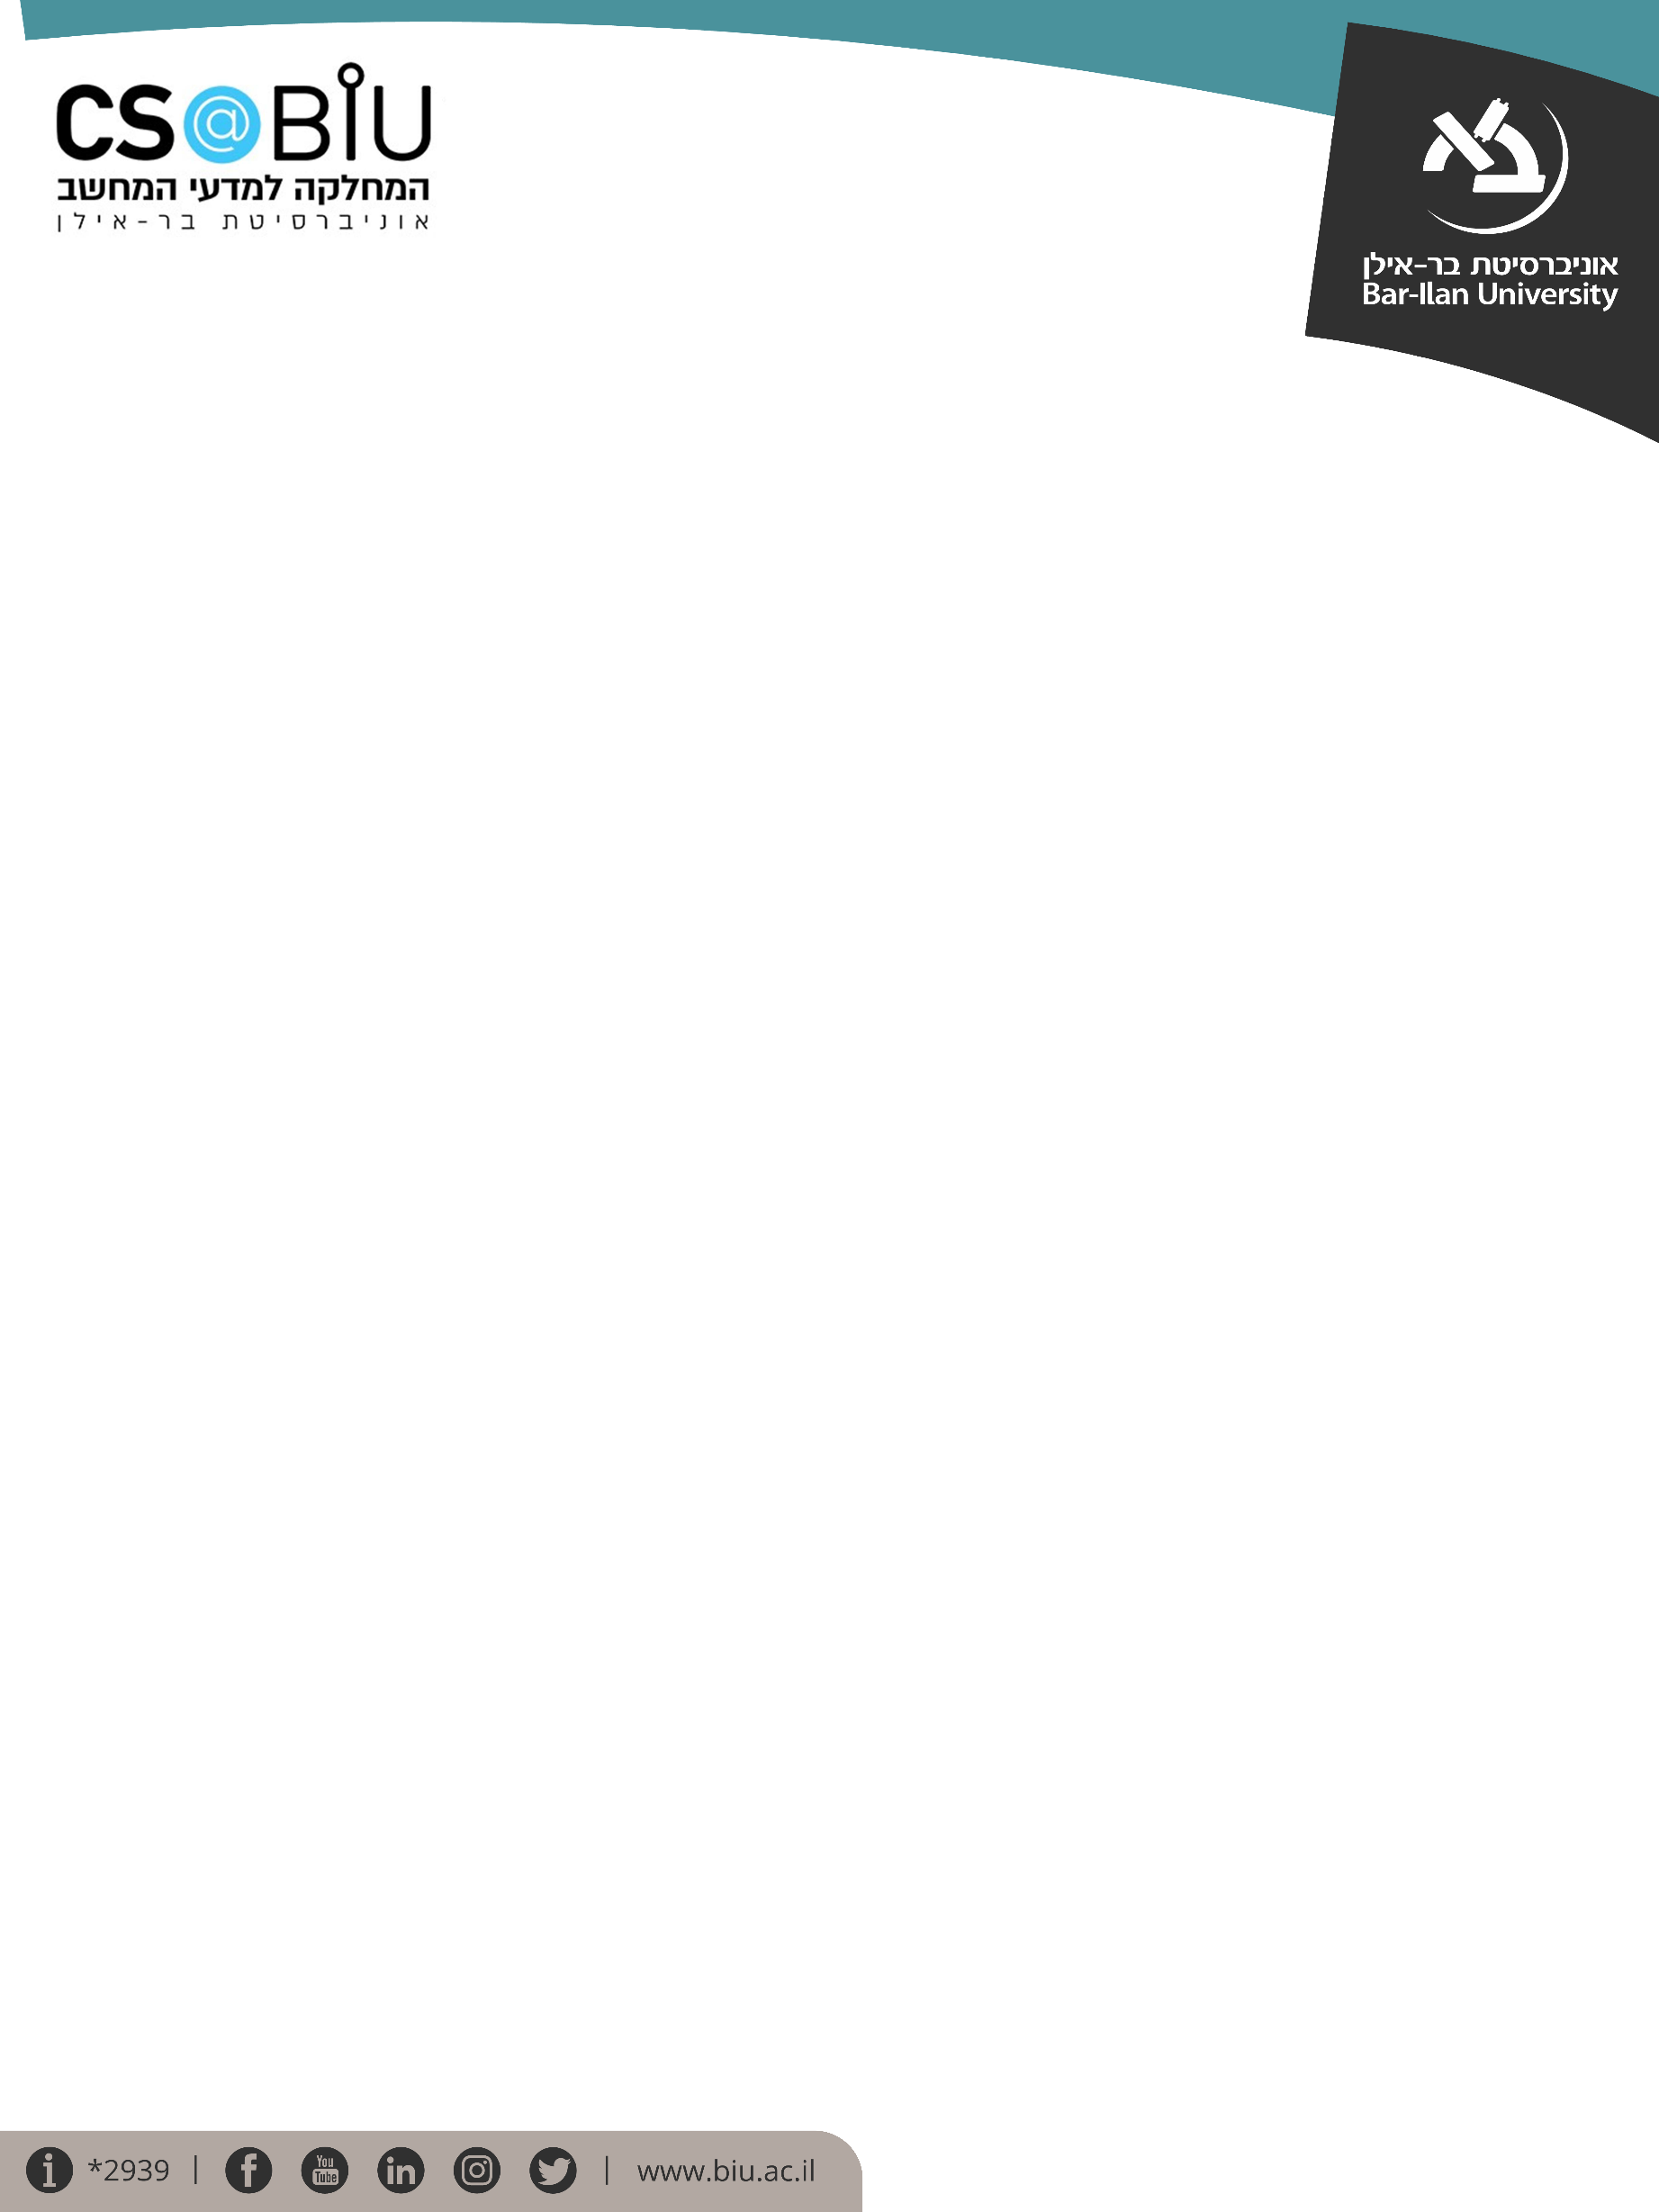 CS@BIU
המחלקה למדעי המחשב
אוניברסיטת בר-אילן
אוניברסיטת בר-אילן
Bar-Ilan University
*2939 | You Tube in | www.biu.ac.il